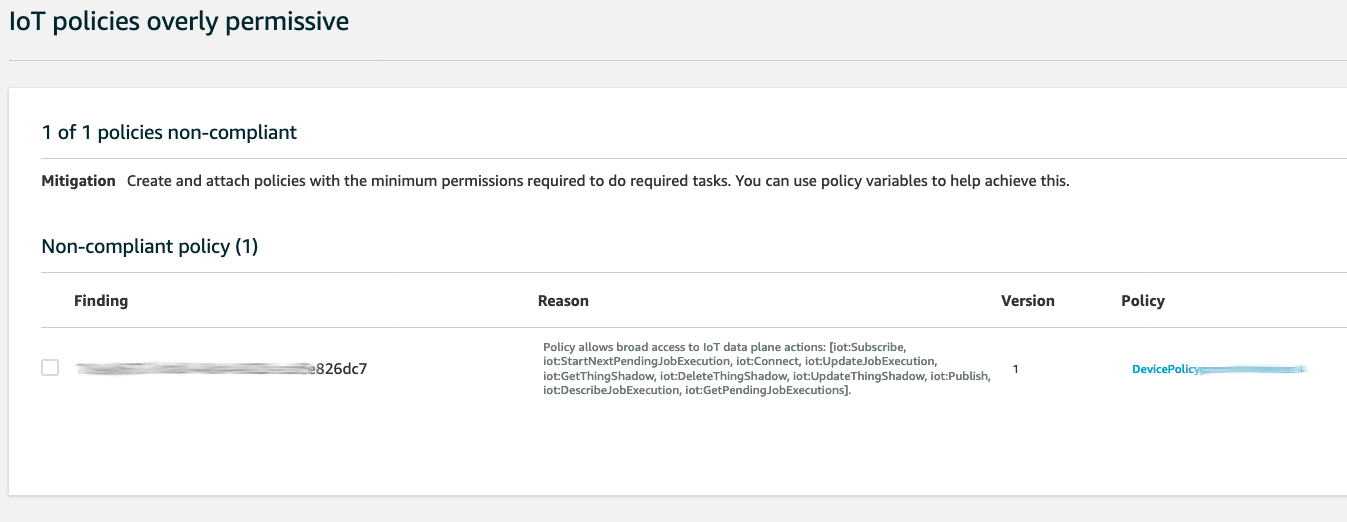 IoT policies overly permissive
1 of 1 policies non-compliant
Mitigation Create and attach policies with the minimum permissions required to do required tasks. You can use policy variables to help achieve this.
Non-compliant policy (1)
Finding Reason Version Policy
Policy allows broad access to IoT data plane actions: [iot:Subscribe,
iot:StartNextPendingJobExecution, iot:Connect, iot:UpdateJobExecution,
iot:GetThingShadow, iot:DeleteThingShadow, iot:UpdateThingShadow, iot:Publish,
iot:DescribeJobExecution, iot:GetPendingJobExecutions].
e826dc7 1 DevicePolicy